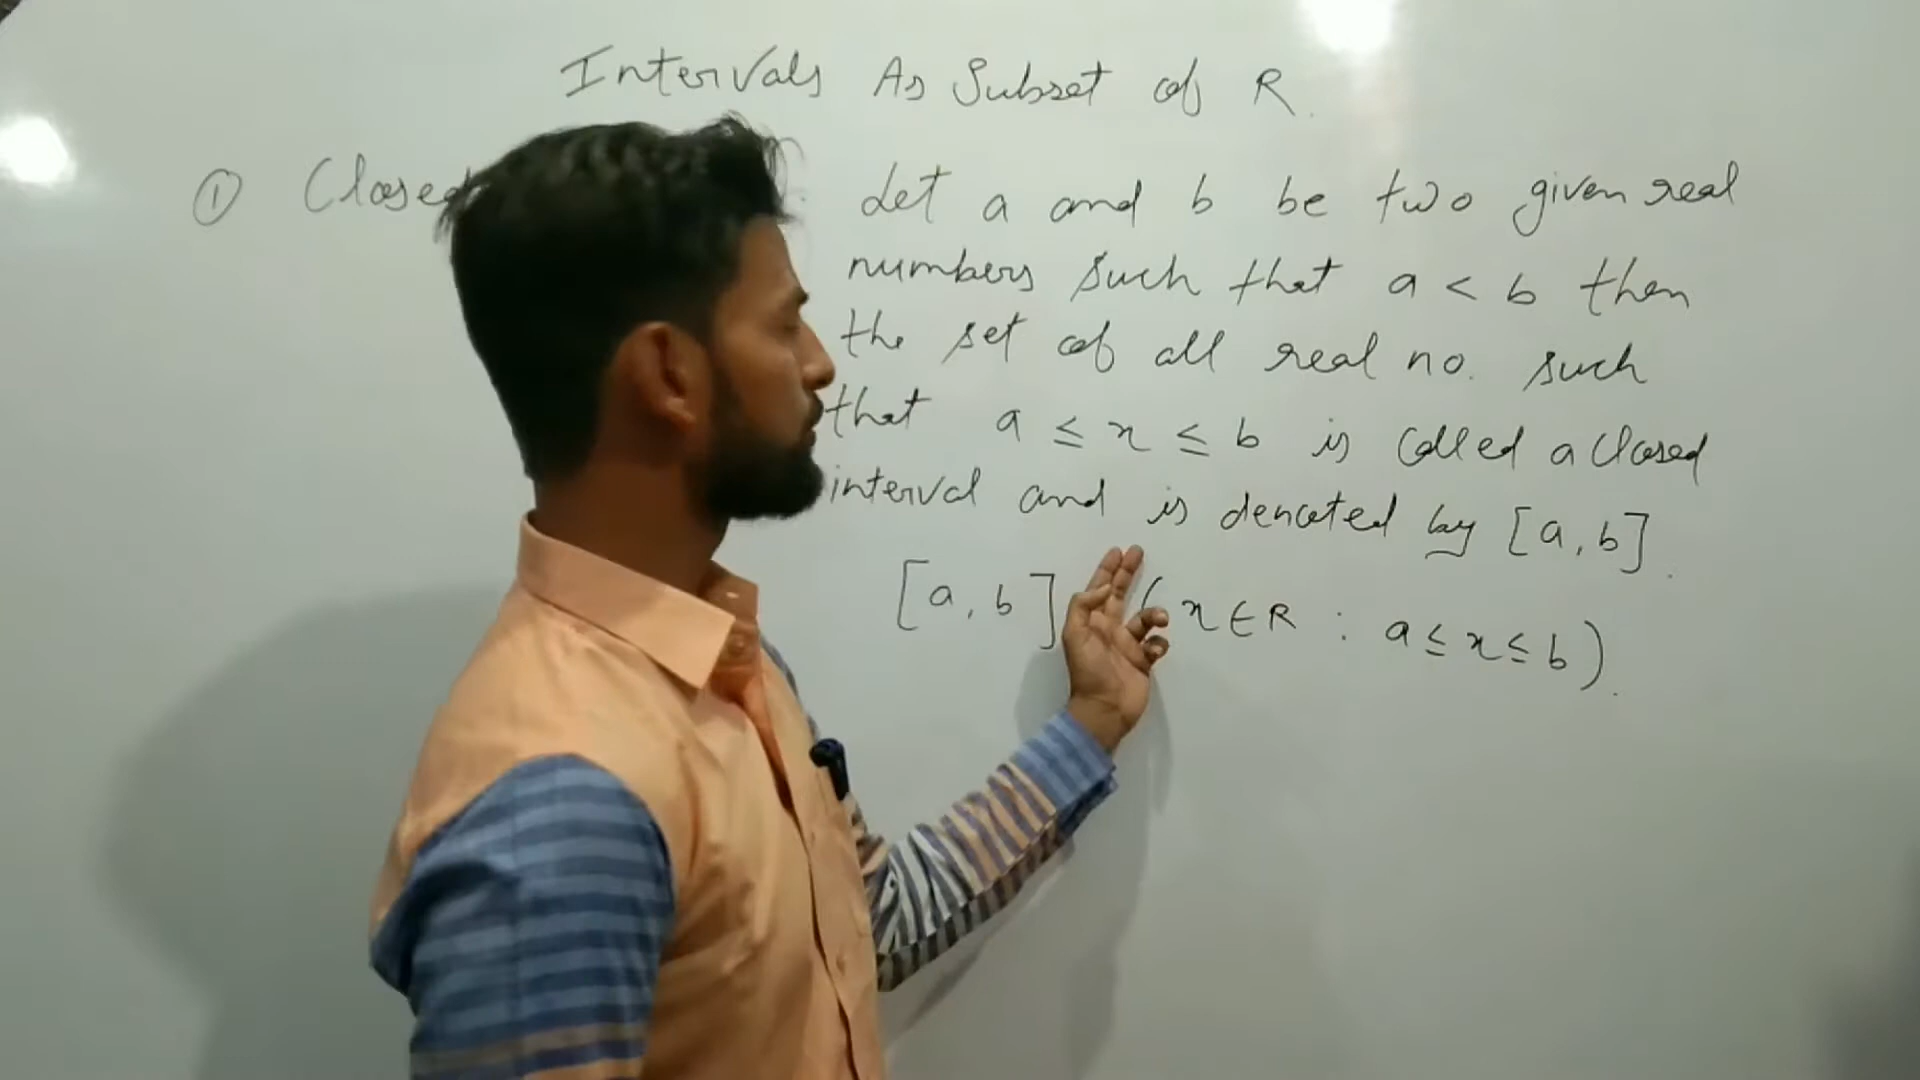 Intervals As Subset of R.
① Closed
Let a and b be two given real
numbers such that a < b then
the set of all real no. such
that a ≤ x ≤ b is called a closed
interval and is denoted by [a, b].
[a, b] ( x ∈ R : a ≤ x ≤ b ).